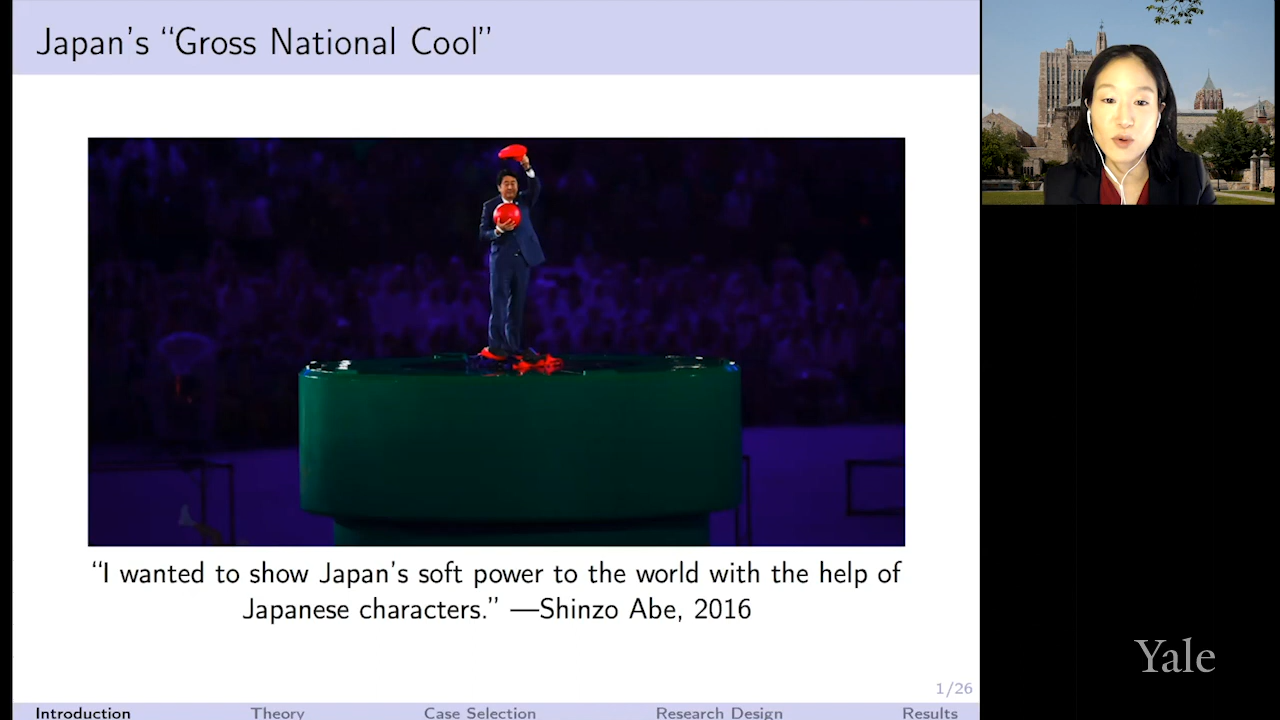 Japan's “Gross National Cool”
“I wanted to show Japan's soft power to the world with the help of
Japanese characters.” —Shinzo Abe, 2016
Yale
1/26
Introduction Theory Case Selection Research Design Results